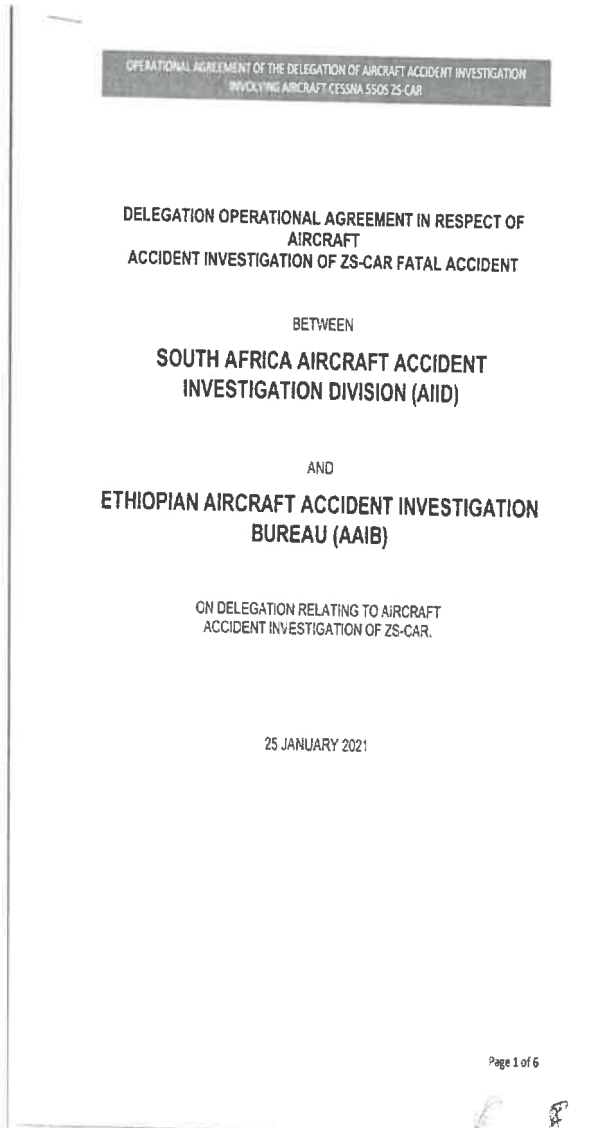 OPERATIONAL AGREEMENT OF THE DELEGATION OF AIRCRAFT ACCIDENT INVESTIGATION
INVOLVING AIRCRAFT CESSNA S50S ZS-CAR
DELEGATION OPERATIONAL AGREEMENT IN RESPECT OF
AIRCRAFT
ACCIDENT INVESTIGATION OF ZS-CAR FATAL ACCIDENT
BETWEEN
SOUTH AFRICA AIRCRAFT ACCIDENT
INVESTIGATION DIVISION (AIID)
AND
ETHIOPIAN AIRCRAFT ACCIDENT INVESTIGATION
BUREAU (AAIB)
ON DELEGATION RELATING TO AIRCRAFT
ACCIDENT INVESTIGATION OF ZS-CAR.
25 JANUARY 2021
Page 1 of 6